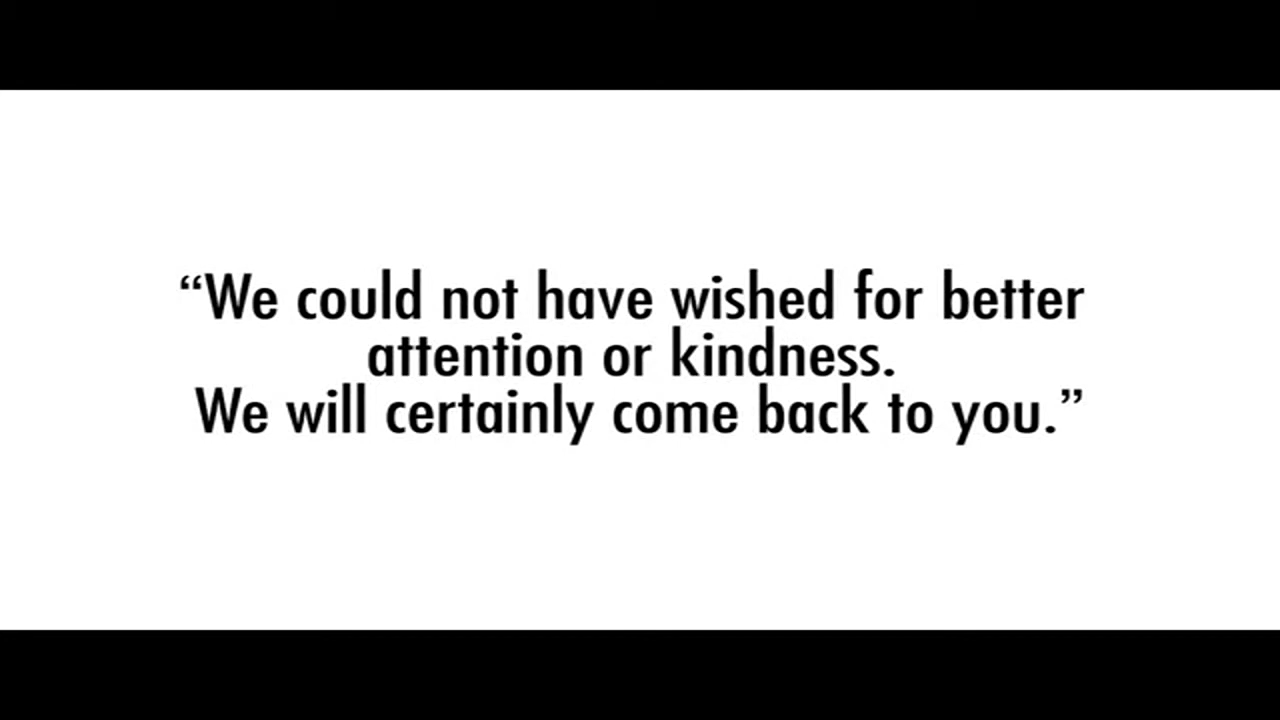 “We could not have wished for better
attention or kindness.
We will certainly come back to you.”